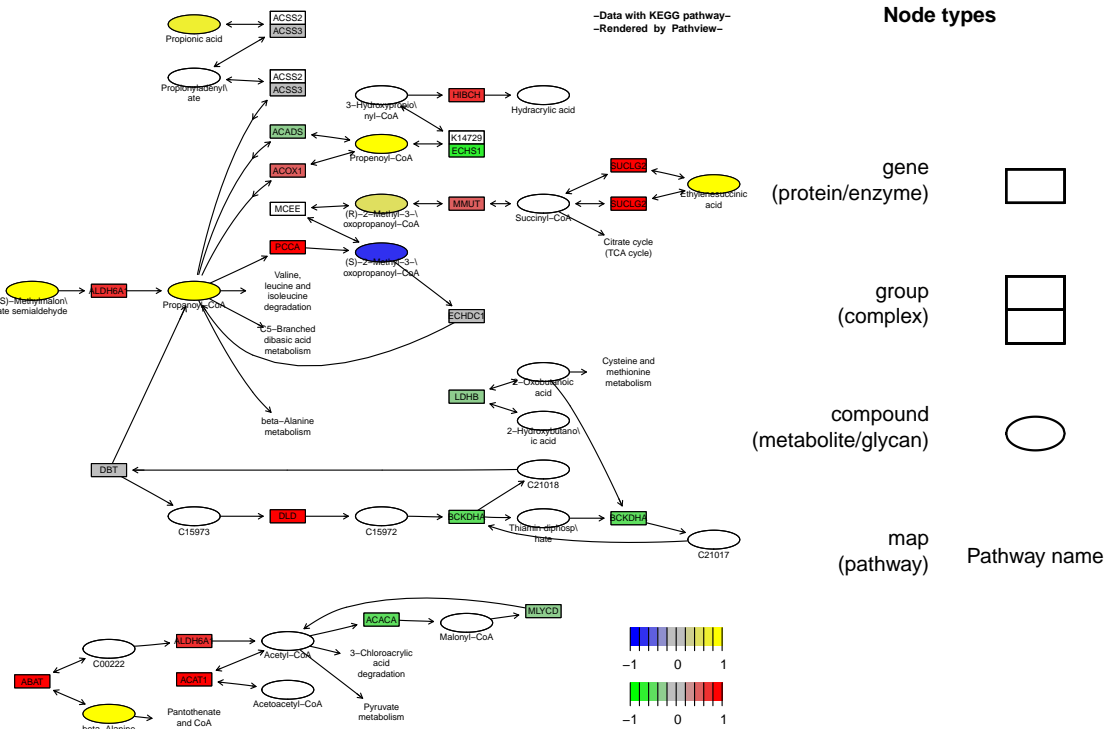 −Data with KEGG pathway−
−Rendered by Pathview−
Node types
ACSS2
ACSS3
Propionic acid
ACSS2
ACSS3
Propionyladenyl\
ate
3−Hydroxypropio\
nyl−CoA
HIBCH
Hydracrylic acid
ACADS
Propenoyl−CoA
K14729
ECHS1
ACOX1
SUCLG2
Ethylenesuccinic
acid
MCEE
(R)−2−Methyl−3−\
oxopropanoyl−CoA
MMUT
Succinyl−CoA
SUCLG2
Citrate cycle
(TCA cycle)
PCCA
(S)−2−Methyl−3−\
oxopropanoyl−CoA
S)−Methylmalon\
ate semialdehyde
ALDH6A1
Propanoyl−CoA
Valine,
leucine and
isoleucine
degradation
C5−Branched
dibasic acid
metabolism
ECHDC1
beta−Alanine
metabolism
LDHB
2−Oxobutanoic
acid
Cysteine and
methionine
metabolism
2−Hydroxybutano\
ic acid
DBT
C21018
C15973
DLD
C15972
BCKDHA
Thiamin diphosp\
hate
BCKDHA
C21017
gene
(protein/enzyme)
group
(complex)
compound
(metabolite/glycan)
map
(pathway)
Pathway name
C00222
ALDH6A1
Acetyl−CoA
ACACA
Malonyl−CoA
MLYCD
3−Chloroacrylic
acid
degradation
ABAT
ACAT1
Acetoacetyl−CoA
Pyruvate
metabolism
beta−Alanine
Pantothenate
and CoA
−1 0 1
−1 0 1